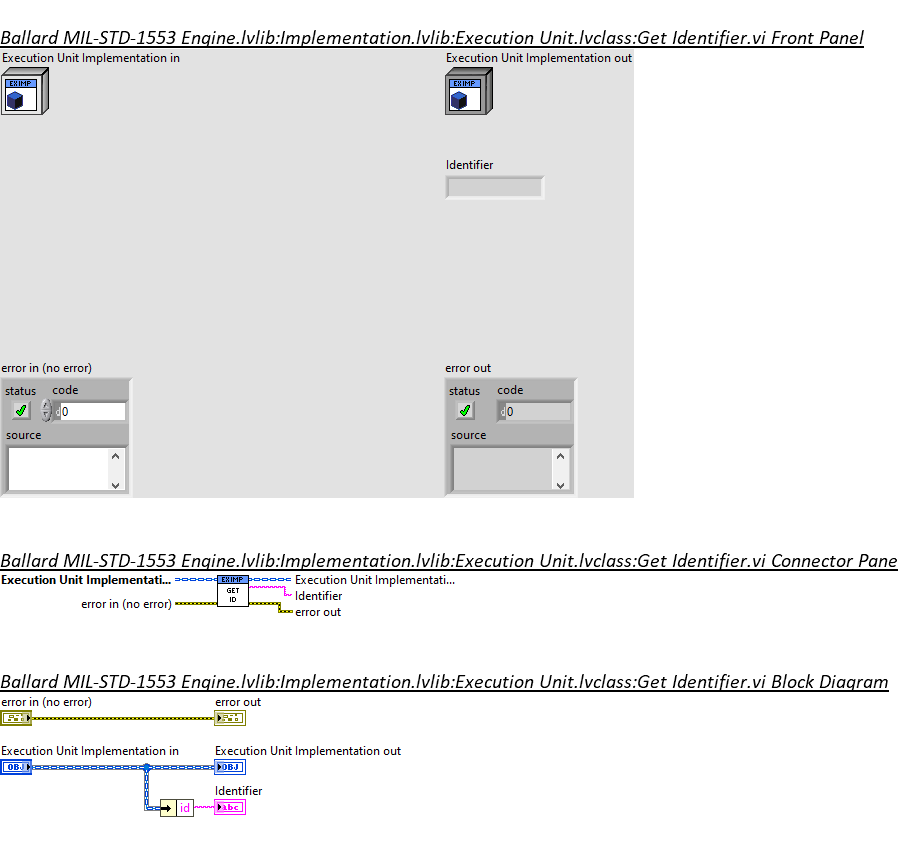 Ballard MIL-STD-1553 Engine.lvlib:Implementation.lvlib:Execution Unit.lvclass:Get Identifier.vi Front Panel
Execution Unit Implementation in
Execution Unit Implementation out
EXIMP
EXIMP
Identifier
error in (no error)
error out
status code
status code
d 0
d 0
source
source
Ballard MIL-STD-1553 Engine.lvlib:Implementation.lvlib:Execution Unit.lvclass:Get Identifier.vi Connector Pane
Execution Unit Implementati...
EXIMP
Execution Unit Implementati...
GET
ID
Identifier
error in (no error)
error out
Ballard MIL-STD-1553 Engine.lvlib:Implementation.lvlib:Execution Unit.lvclass:Get Identifier.vi Block Diagram
error in (no error)
error out
Execution Unit Implementation in
Execution Unit Implementation out
OBJ
OBJ
Identifier
id
abc